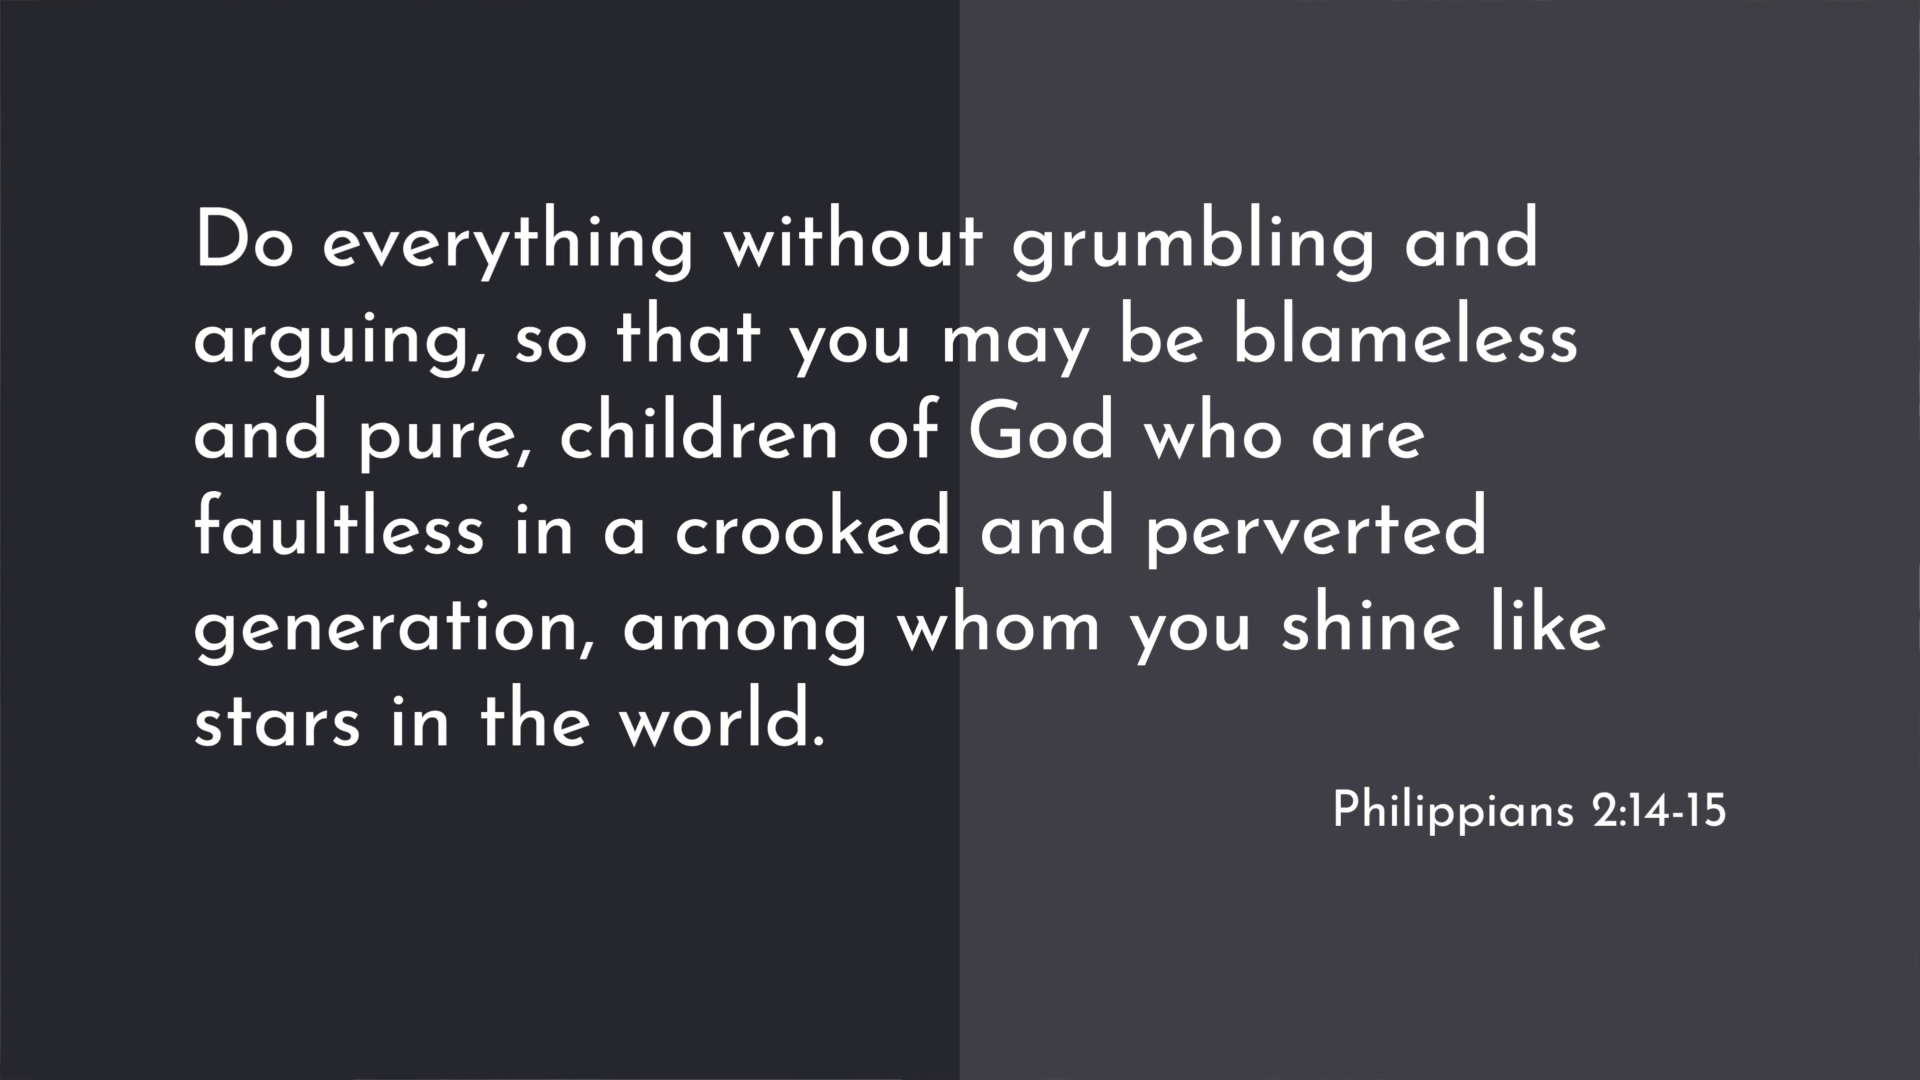 Do everything without grumbling and
arguing, so that you may be blameless
and pure, children of God who are
faultless in a crooked and perverted
generation, among whom you shine like
stars in the world.
Philippians 2:14-15